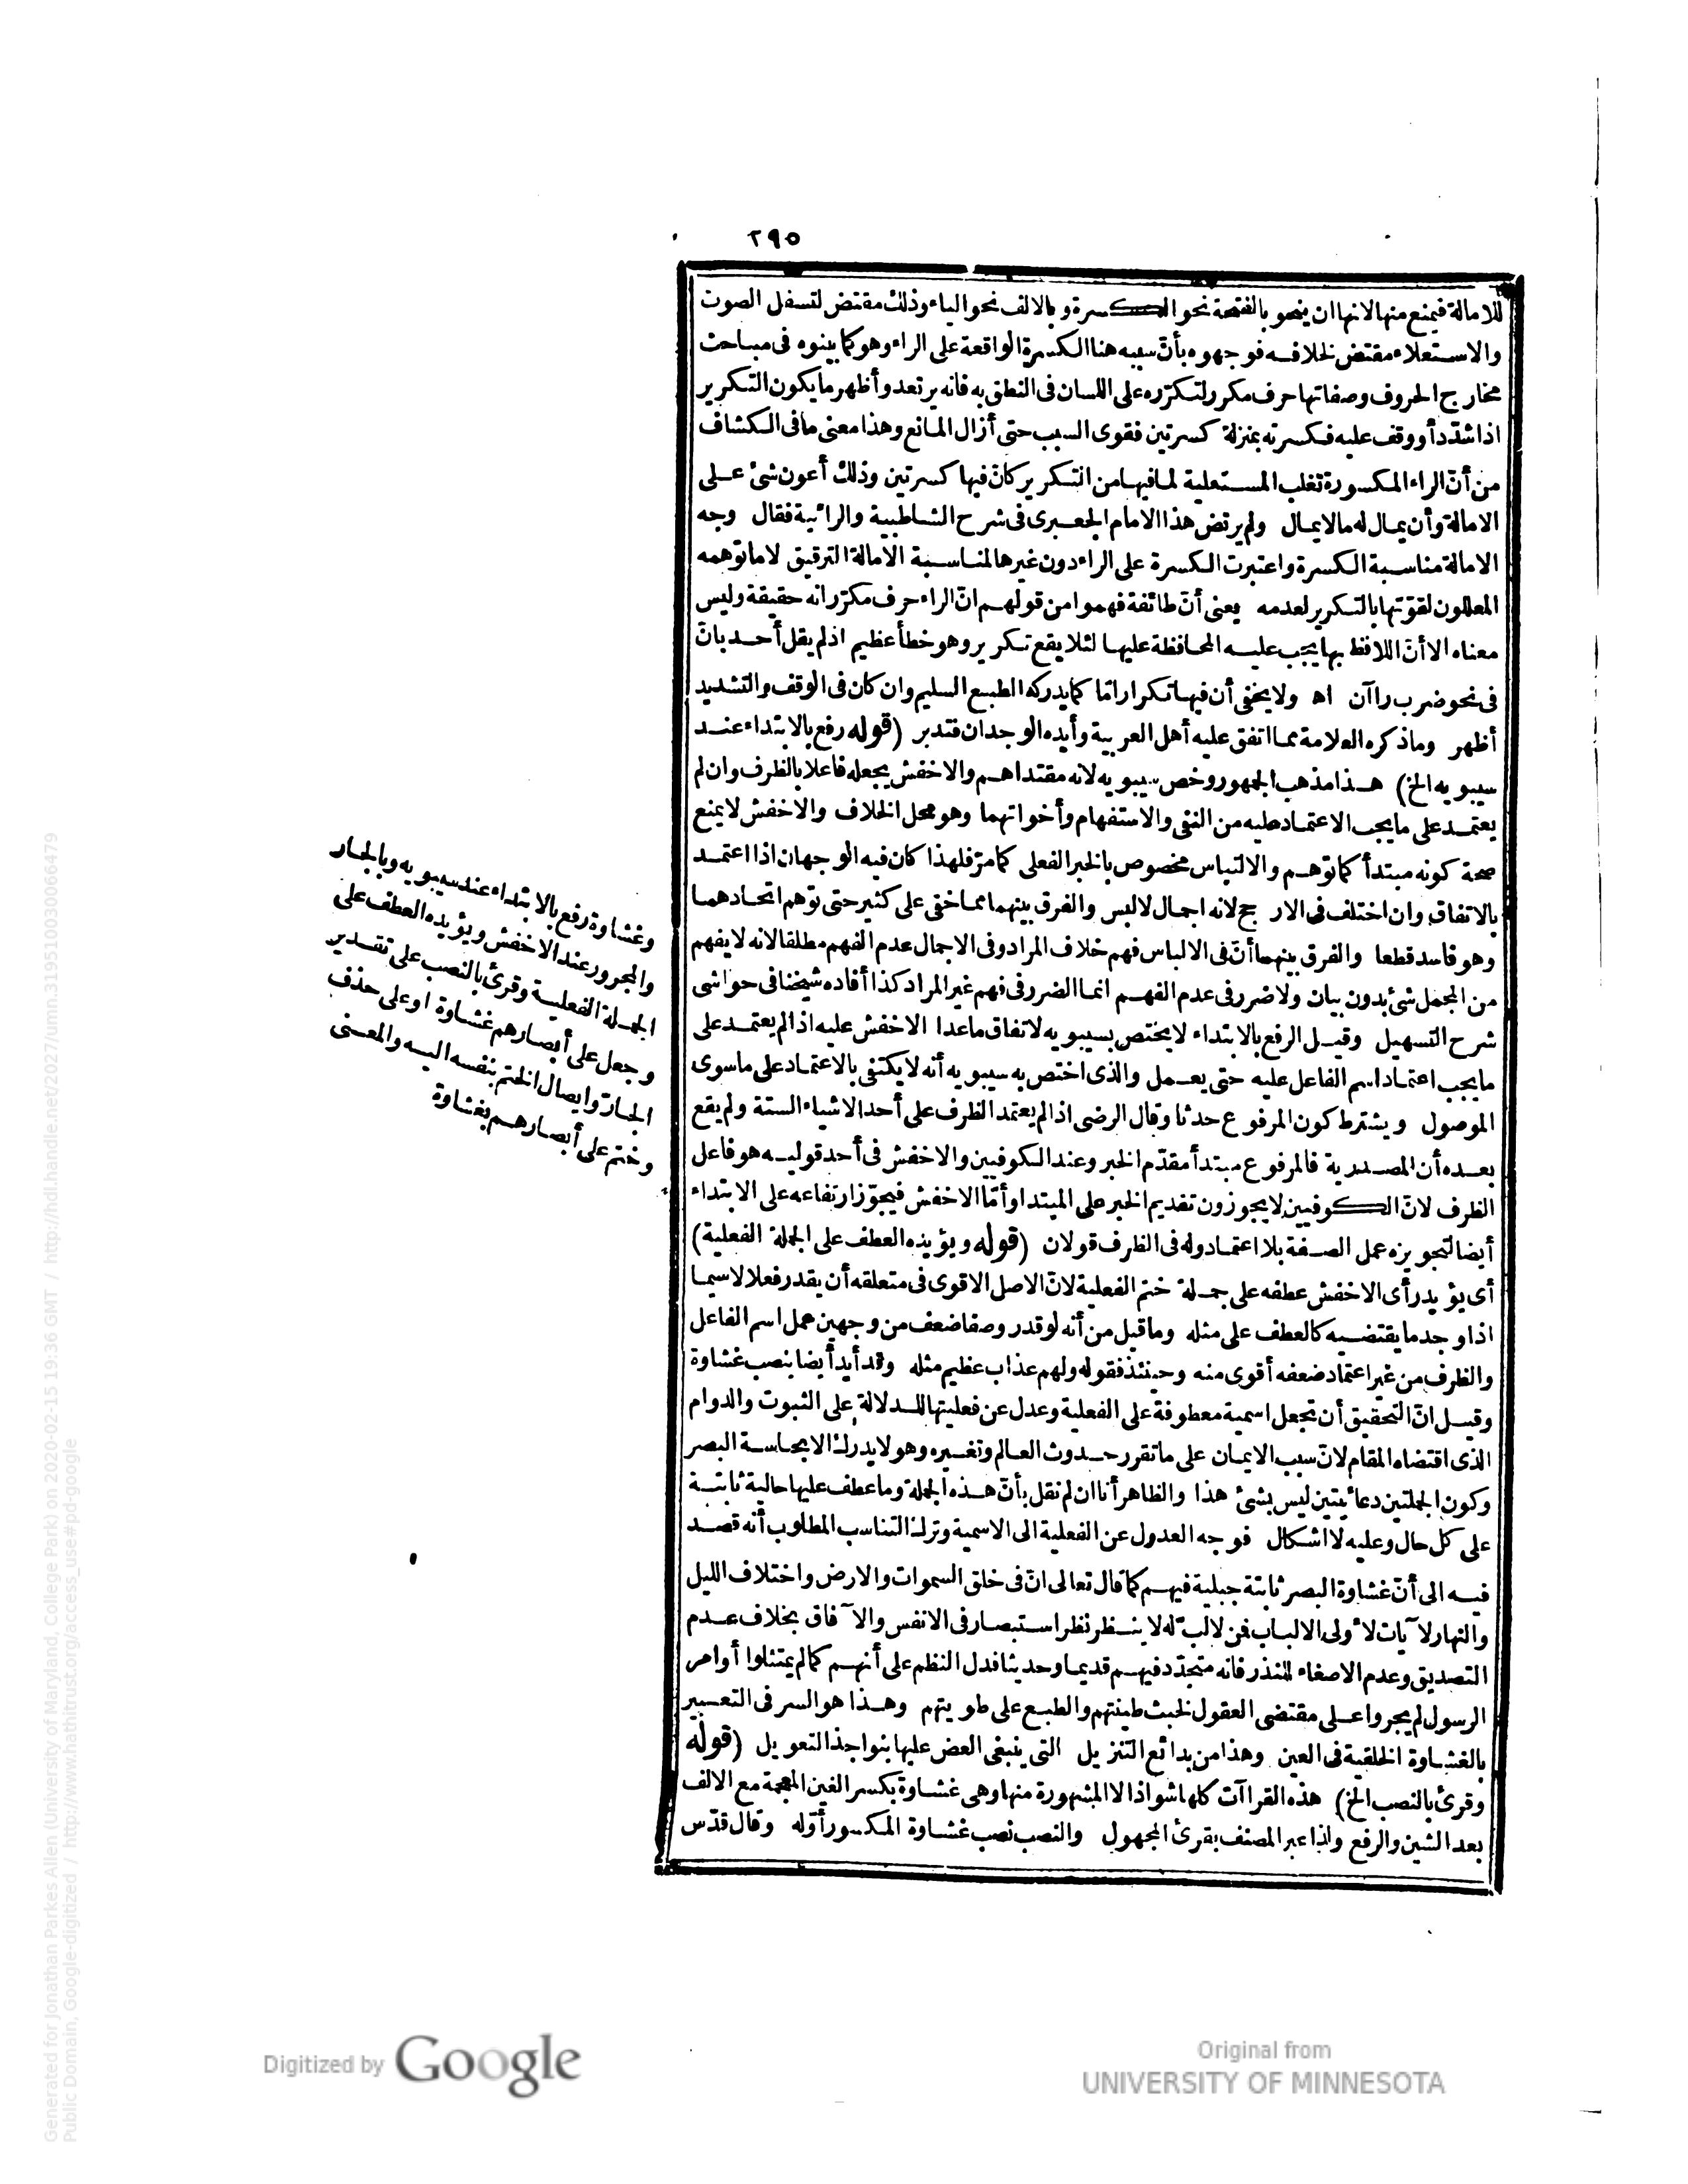 ٢٩٥
للامالة فيمنع منها لانها ان ينحو بالفتحة نحو الكسرة وبالالف نحو الياء وذلك مقتض لتسفل الصوت
والاستعلاء مقتض لخلافه فوجهوه بأنّ سببه هنا الكسرة الواقعة على الراء وهو كما بينوه فى مباحث
مخارج الحروف وصفاتها حرف مكرر لتكرّره على اللسان فى النطق به فانه يرتعد وأظهر ما يكون التكرير
اذا شدّد أو وقف عليه فكسرته بمنزلة كسرتين فقوى السبب حتى أزال المانع وهذا معنى ما فى الكشاف
من أنّ الراء المكسورة تغلب المستعلية لما فيها من التكرير كأنّ فيها كسرتين وذلك أعون شئ على
الامالة وأن يمال له مالا يمال ولم يرتض هذا الامام الجعبرى فى شرح الشاطبية والرائية فقال وجه
الامالة مناسبة الكسرة واعتبرت الكسرة على الراء دون غيرها لمناسبة الامالة الترقيق لا ما توهمه
المعللون لقوّتها بالتكرير لعدمه يعنى أنّ طائفة فهموا من قولهم انّ الراء حرف مكرّر انه حقيقة وليس
معناه الا أنّ اللافظ بها يجب عليه المحافظة عليها لئلا يقع تكرير وهو خطأ عظيم اذ لم يقل أحد بانّ
فى نحو ضرب راآن اه ولا يخفى أن فيها تكرارا مّا كما يدركه الطبع السليم وان كان فى الوقف والتشديد
أظهر وما ذكره العلامة مما اتفق عليه أهل العربية وأيده الوجدان فتدبر (قوله رفع بالابتداء عند
سيبويه الخ) هذا مذهب الجمهور وخص سيبويه لانه مقتداهم والاخفش يجعله فاعلا بالظرف وان لم
يعتمد على ما يجب الاعتماد عليه من النفى والاستفهام وأخواتهما وهو محل الخلاف والاخفش لا يمنع
صحة كونه مبتدأ كما توهم والالتباس مخصوص بالخبر الفعلى كما مرّ فلهذا كان فيه الوجهان اذا اعتمد
بالاتفاق وان اختلف فى الارجح لانه اجمال لا لبس والفرق بينهما مما خفى على كثير حتى توهم اتحادهما
وهو فاسد قطعا والفرق بينهما أنّ فى الالباس فهم خلاف المراد وفى الاجمال عدم الفهم مطلقا لانه لا يفهم
من المجمل شئ بدون بيان ولا ضرر فى عدم الفهم انما الضرر فى فهم غير المراد كذا أفاده شيخنا فى حواشى
شرح التسهيل وقيل الرفع بالابتداء لا يختص بسيبويه لاتفاق ما عدا الاخفش عليه اذا لم يعتمد على
ما يجب اعتماد اسم الفاعل عليه حتى يعمل والذى اختص به سيبويه أنه لا يكتفى بالاعتماد على ما سوى
الموصول ويشترط كون المرفوع حدثا وقال الرضى اذا لم يعتمد الظرف على أحد الاشياء الستة ولم يقع
بعده أن المصدرية فالمرفوع مبتدأ مقدّم الخبر وعند الكوفيين والاخفش فى أحد قوليه هو فاعل
الظرف لانّ الكوفيين لا يجوزون تقديم الخبر على المبتدا وأمّا الاخفش فيجوّز ارتفاعه على الابتداء
أيضا لتجويزه عمل الصفة بلا اعتماد وله فى الظرف قولان (قوله ويؤيده العطف على الجملة الفعلية)
أى يؤيد رأى الاخفش عطفه على جملة ختم الفعلية لانّ الاصل الاقوى فى متعلقه أن يقدر فعلا لا سيما
اذا وجد ما يقتضيه كالعطف على مثله وما قيل من أنه لو قدر وصفا ضعف من وجهين عمل اسم الفاعل
والظرف من غير اعتماد ضعفه أقوى منه وحينئذ فقوله ولهم عذاب عظيم مثله وقد أيد أيضا بنصب غشاوة
وقيل انّ التحقيق أن تجعل اسمية معطوفة على الفعلية وعدل عن فعليتها للدلالة على الثبوت والدوام
الذى اقتضاه المقام لانّ سبب الايمان على ما تقرر حدوث العالم وتغيره وهو لا يدرك الا بحاسة البصر
وكون الجملتين دعائيتين ليس بشئ هذا والظاهر أنا ان لم نقل بأنّ هذه الجملة وما عطف عليها حالية ثابتة
على كل حال وعليه لا اشكال فوجه العدول عن الفعلية الى الاسمية وترك التناسب المطلوب أنه قصد
فيه الى أنّ غشاوة البصر ثابتة جبلية فيهم كما قال تعالى انّ فى خلق السموات والارض واختلاف الليل
والنهار لآيات لأولى الالباب فمن لا لبّ له لا ينظر نظر استبصار فى الانفس والآفاق بخلاف عدم
التصديق وعدم الاصغاء للنذر فانه متجدّد فيهم قديما وحديثا فدل النظم على أنهم كما لم يمتثلوا أوامر
الرسول لم يجروا على مقتضى العقول لخبث طينتهم والطبع على طويتهم وهذا هو السر فى التعبير
بالغشاوة الخلقية فى العين وهذا من بدائع التنزيل التى ينبغى العض عليها بنواجذ التعويل (قوله
وقرئ بالنصب الخ) هذه القراآت كلها شواذ الا المشهورة منها وهى غشاوة بكسر الغين المعجمة مع الالف
بعد الشين والرفع ولذا عبر المصنف بقرئ المجهول والنصب نصب غشاوة المكسور أوّله وقال قدّس
وغشاوة رفع بالابتداء عند سيبويه وبالجار
والمجرور عند الاخفش ويؤيده العطف على
الجملة الفعلية وقرئ بالنصب على تقدير
وجعل على أبصارهم غشاوة او على حذف
الجارّ وايصال الختم بنفسه اليه والمعنى
وختم على أبصارهم بغشاوة
Generated for Jonathan Parkes Allen (University of Maryland, College Park) on 2020-02-15 19:36 GMT / http://hdl.handle.net/2027/umn.319510030066479
Public Domain, Google-digitized / http://www.hathitrust.org/access_use#pd-google
Digitized by Google
Original from
UNIVERSITY OF MINNESOTA